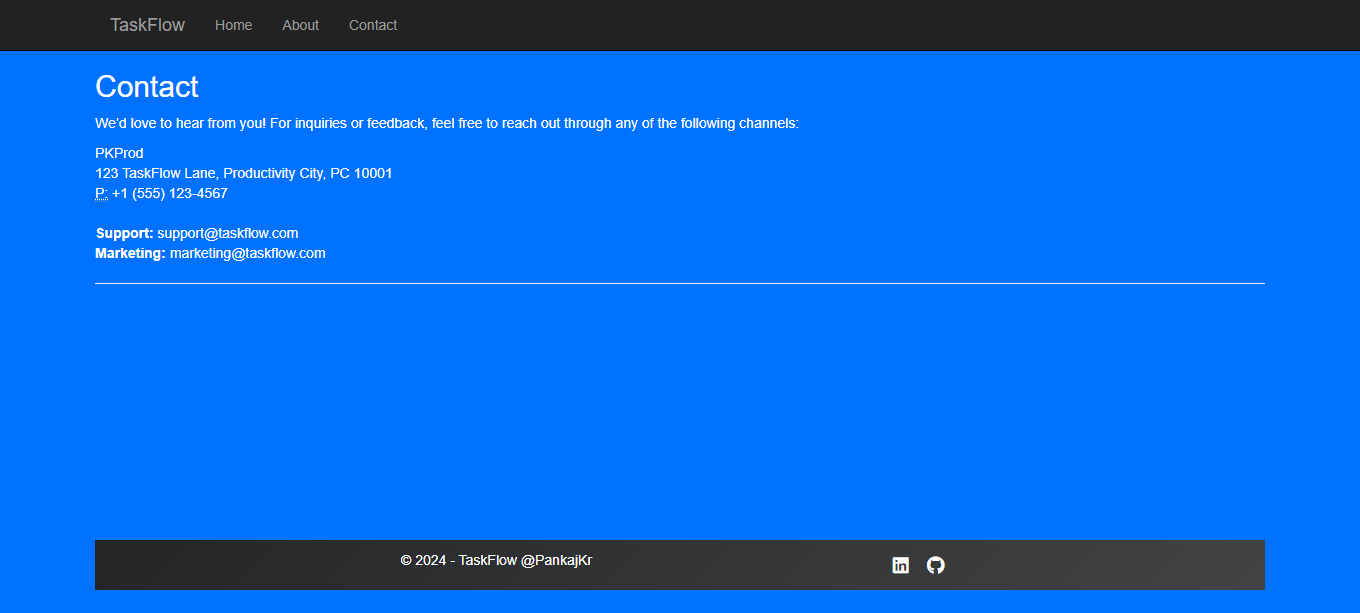 TaskFlow Home About Contact
Contact
We'd love to hear from you! For inquiries or feedback, feel free to reach out through any of the following channels:
PKProd
123 TaskFlow Lane, Productivity City, PC 10001
P: +1 (555) 123-4567
Support: support@taskflow.com
Marketing: marketing@taskflow.com
© 2024 - TaskFlow @PankajKr in